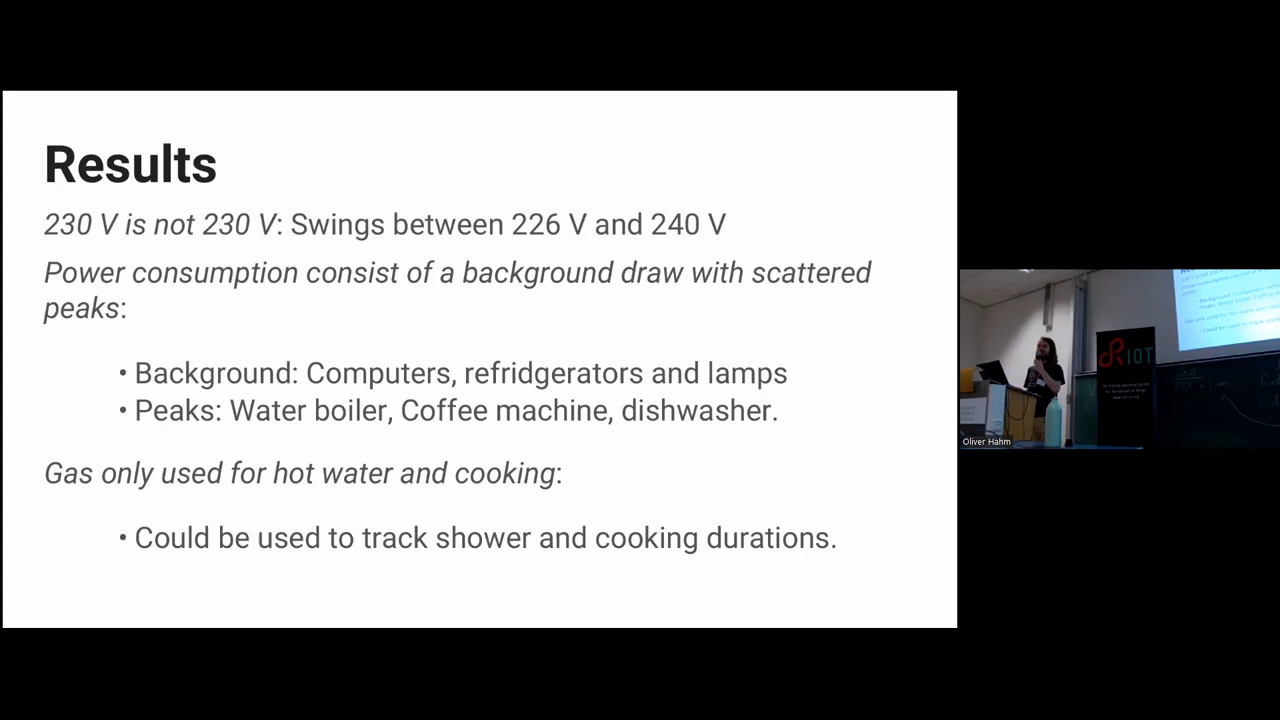 Results
230 V is not 230 V: Swings between 226 V and 240 V
Power consumption consist of a background draw with scattered
peaks:
• Background: Computers, refridgerators and lamps
• Peaks: Water boiler, Coffee machine, dishwasher.
Gas only used for hot water and cooking:
• Could be used to track shower and cooking durations.
RIOT
Oliver Hahm